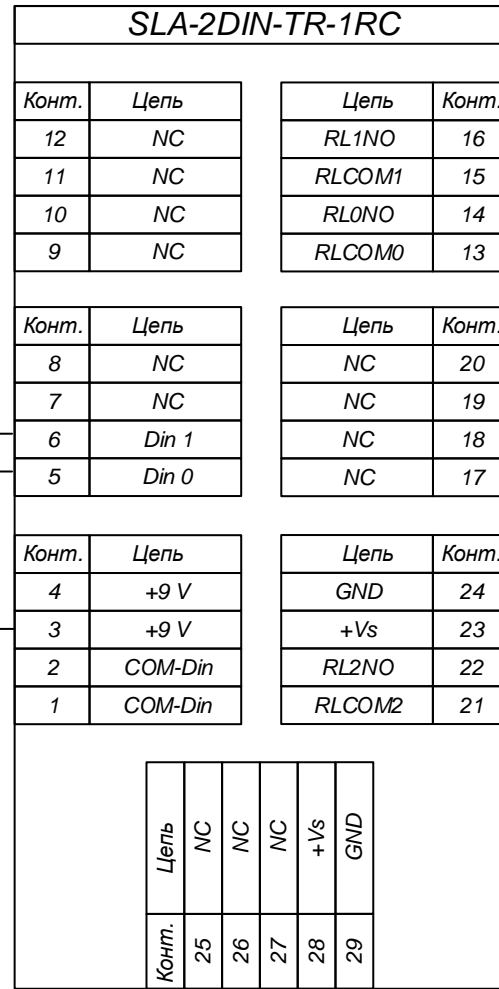 SLA-2DIN-TR-1RC
Конт. Цепь
12 NC
11 NC
10 NC
9 NC
Цепь Конт.
RL1NO 16
RLCOM1 15
RL0NO 14
RLCOM0 13
Конт. Цепь
8 NC
7 NC
6 Din 1
5 Din 0
Цепь Конт.
NC 20
NC 19
NC 18
NC 17
Конт. Цепь
4 +9 V
3 +9 V
2 COM-Din
1 COM-Din
Цепь Конт.
GND 24
+Vs 23
RL2NO 22
RLCOM2 21
Конт. Цепь
25 NC
26 NC
27 NC
28 +Vs
29 GND